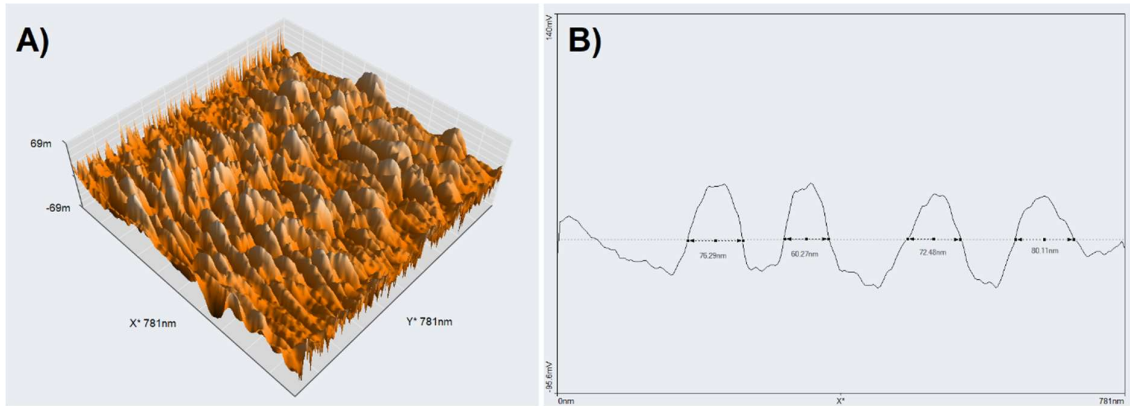 A)
69m
-69m
X* 781nm
Y* 781nm
B)
140mV
76.29nm
60.27nm
72.48nm
80.11nm
-95.6mV
0nm
X*
781nm